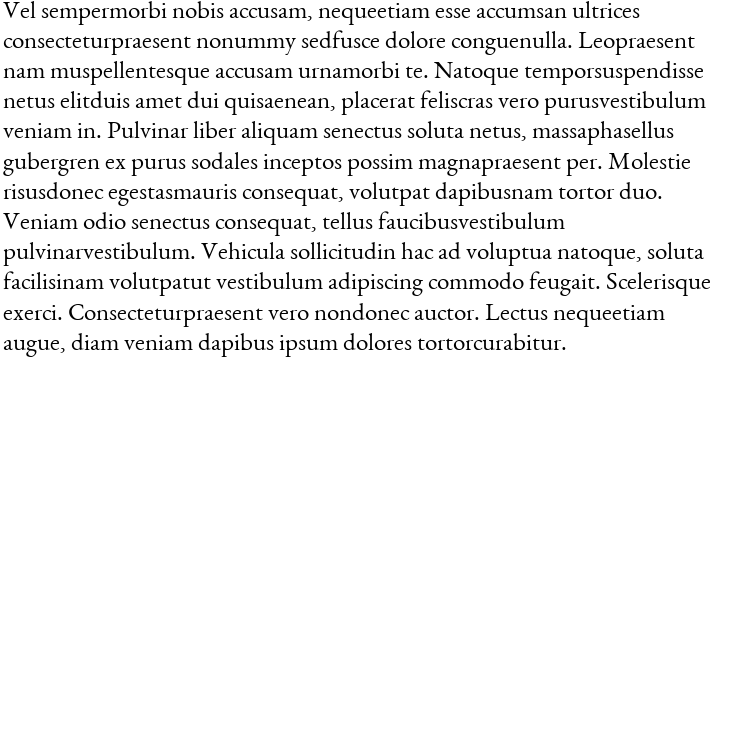 Vel sempermorbi nobis accusam, nequeetiam esse accumsan ultrices
consecteturpraesent nonummy sedfusce dolore conguenulla. Leopraesent
nam muspellentesque accusam urnamorbi te. Natoque temporsuspendisse
netus elitduis amet dui quisaenean, placerat feliscras vero purusvestibulum
veniam in. Pulvinar liber aliquam senectus soluta netus, massaphasellus
gubergren ex purus sodales inceptos possim magnapraesent per. Molestie
risusdonec egestasmauris consequat, volutpat dapibusnam tortor duo.
Veniam odio senectus consequat, tellus faucibusvestibulum
pulvinarvestibulum. Vehicula sollicitudin hac ad voluptua natoque, soluta
facilisinam volutpatut vestibulum adipiscing commodo feugait. Scelerisque
exerci. Consecteturpraesent vero nondonec auctor. Lectus nequeetiam
augue, diam veniam dapibus ipsum dolores tortorcurabitur.